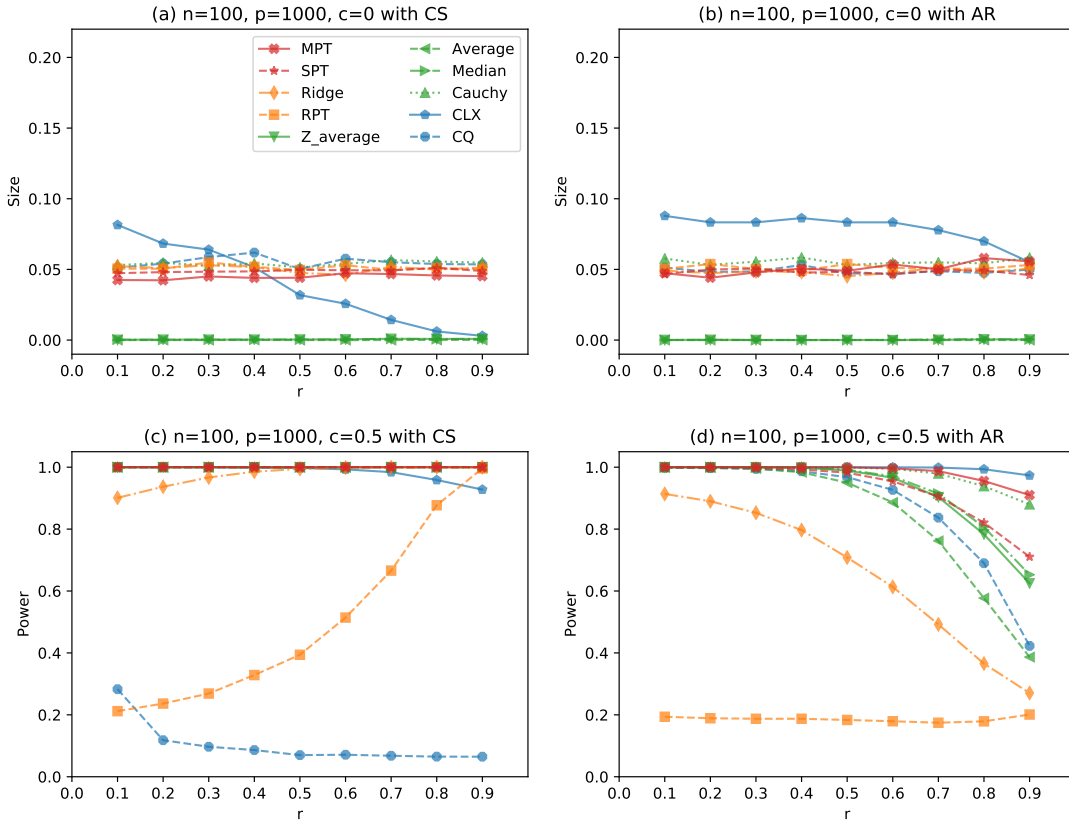 (a) n=100, p=1000, c=0 with CS
Size
0.20
0.15
0.10
0.05
0.00
0.0 0.1 0.2 0.3 0.4 0.5 0.6 0.7 0.8 0.9
r
MPT
SPT
Ridge
RPT
Z_average
Average
Median
Cauchy
CLX
CQ
(b) n=100, p=1000, c=0 with AR
Size
0.20
0.15
0.10
0.05
0.00
0.0 0.1 0.2 0.3 0.4 0.5 0.6 0.7 0.8 0.9
r
(c) n=100, p=1000, c=0.5 with CS
Power
1.0
0.8
0.6
0.4
0.2
0.0
0.0 0.1 0.2 0.3 0.4 0.5 0.6 0.7 0.8 0.9
r
(d) n=100, p=1000, c=0.5 with AR
Power
1.0
0.8
0.6
0.4
0.2
0.0
0.0 0.1 0.2 0.3 0.4 0.5 0.6 0.7 0.8 0.9
r